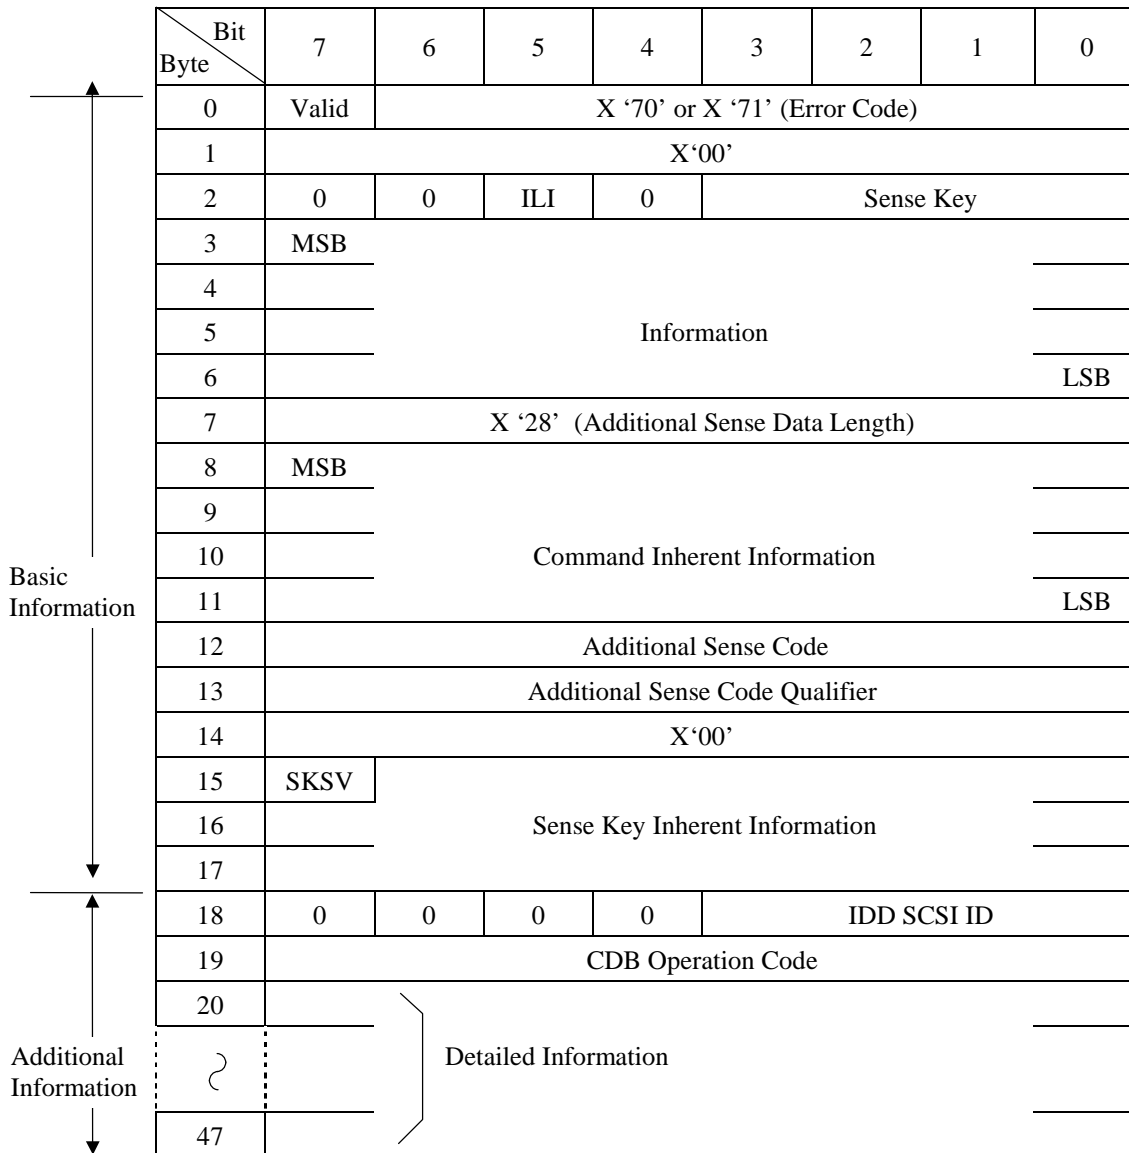 Bit
Byte 7 6 5 4 3 2 1 0
0 Valid X ‘70’ or X ‘71’ (Error Code)
1 X‘00’
2 0 0 ILI 0 Sense Key
3 MSB
4
5 Information
6 LSB
7 X ‘28’ (Additional Sense Data Length)
8 MSB
9
10 Command Inherent Information
Basic
Information
11 LSB
12 Additional Sense Code
13 Additional Sense Code Qualifier
14 X‘00’
15 SKSV
16 Sense Key Inherent Information
17
18 0 0 0 0 IDD SCSI ID
19 CDB Operation Code
20
Additional
Information
Detailed Information
47